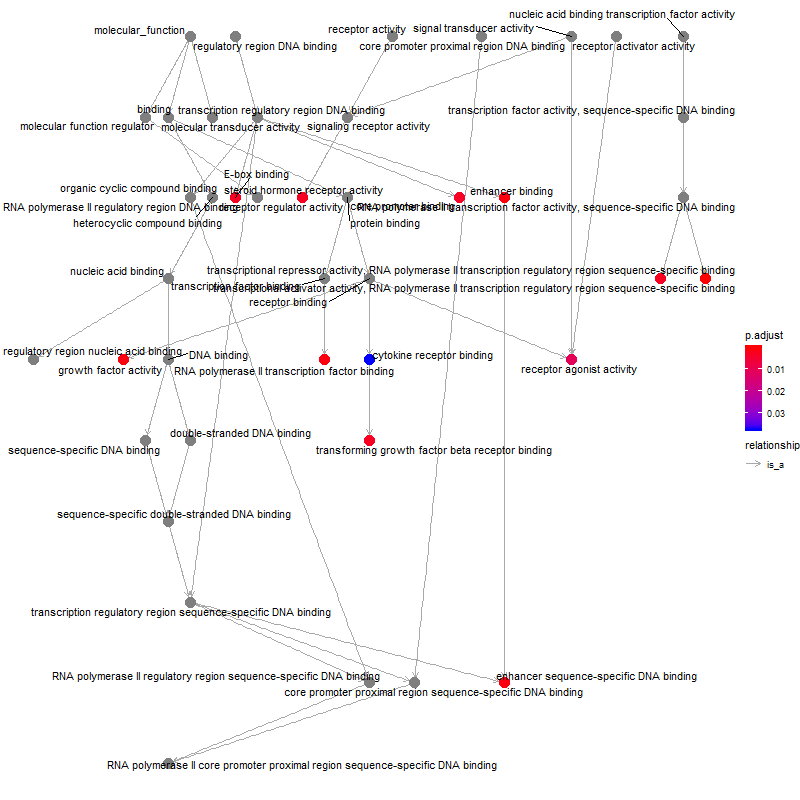 nucleic acid binding transcription factor activity
molecular_function
receptor activity
signal transducer activity
regulatory region DNA binding
core promoter proximal region DNA binding
receptor activator activity
binding
transcription regulatory region DNA binding
transcription factor activity, sequence-specific DNA binding
molecular function regulator
molecular transducer activity
signaling receptor activity
E-box binding
organic cyclic compound binding
steroid hormone receptor activity
enhancer binding
RNA polymerase II regulatory region DNA binding
receptor regulator activity
core promoter binding
RNA polymerase II transcription factor activity, sequence-specific DNA binding
heterocyclic compound binding
protein binding
nucleic acid binding
transcriptional repressor activity, RNA polymerase II transcription regulatory region sequence-specific binding
transcription factor binding
transcriptional activator activity, RNA polymerase II transcription regulatory region sequence-specific binding
receptor binding
regulatory region nucleic acid binding
DNA binding
cytokine receptor binding
growth factor activity
RNA polymerase II transcription factor binding
receptor agonist activity
double-stranded DNA binding
sequence-specific DNA binding
transforming growth factor beta receptor binding
sequence-specific double-stranded DNA binding
transcription regulatory region sequence-specific DNA binding
RNA polymerase II regulatory region sequence-specific DNA binding
enhancer sequence-specific DNA binding
core promoter proximal region sequence-specific DNA binding
RNA polymerase II core promoter proximal region sequence-specific DNA binding
p.adjust
0.01
0.02
0.03
relationship
is_a